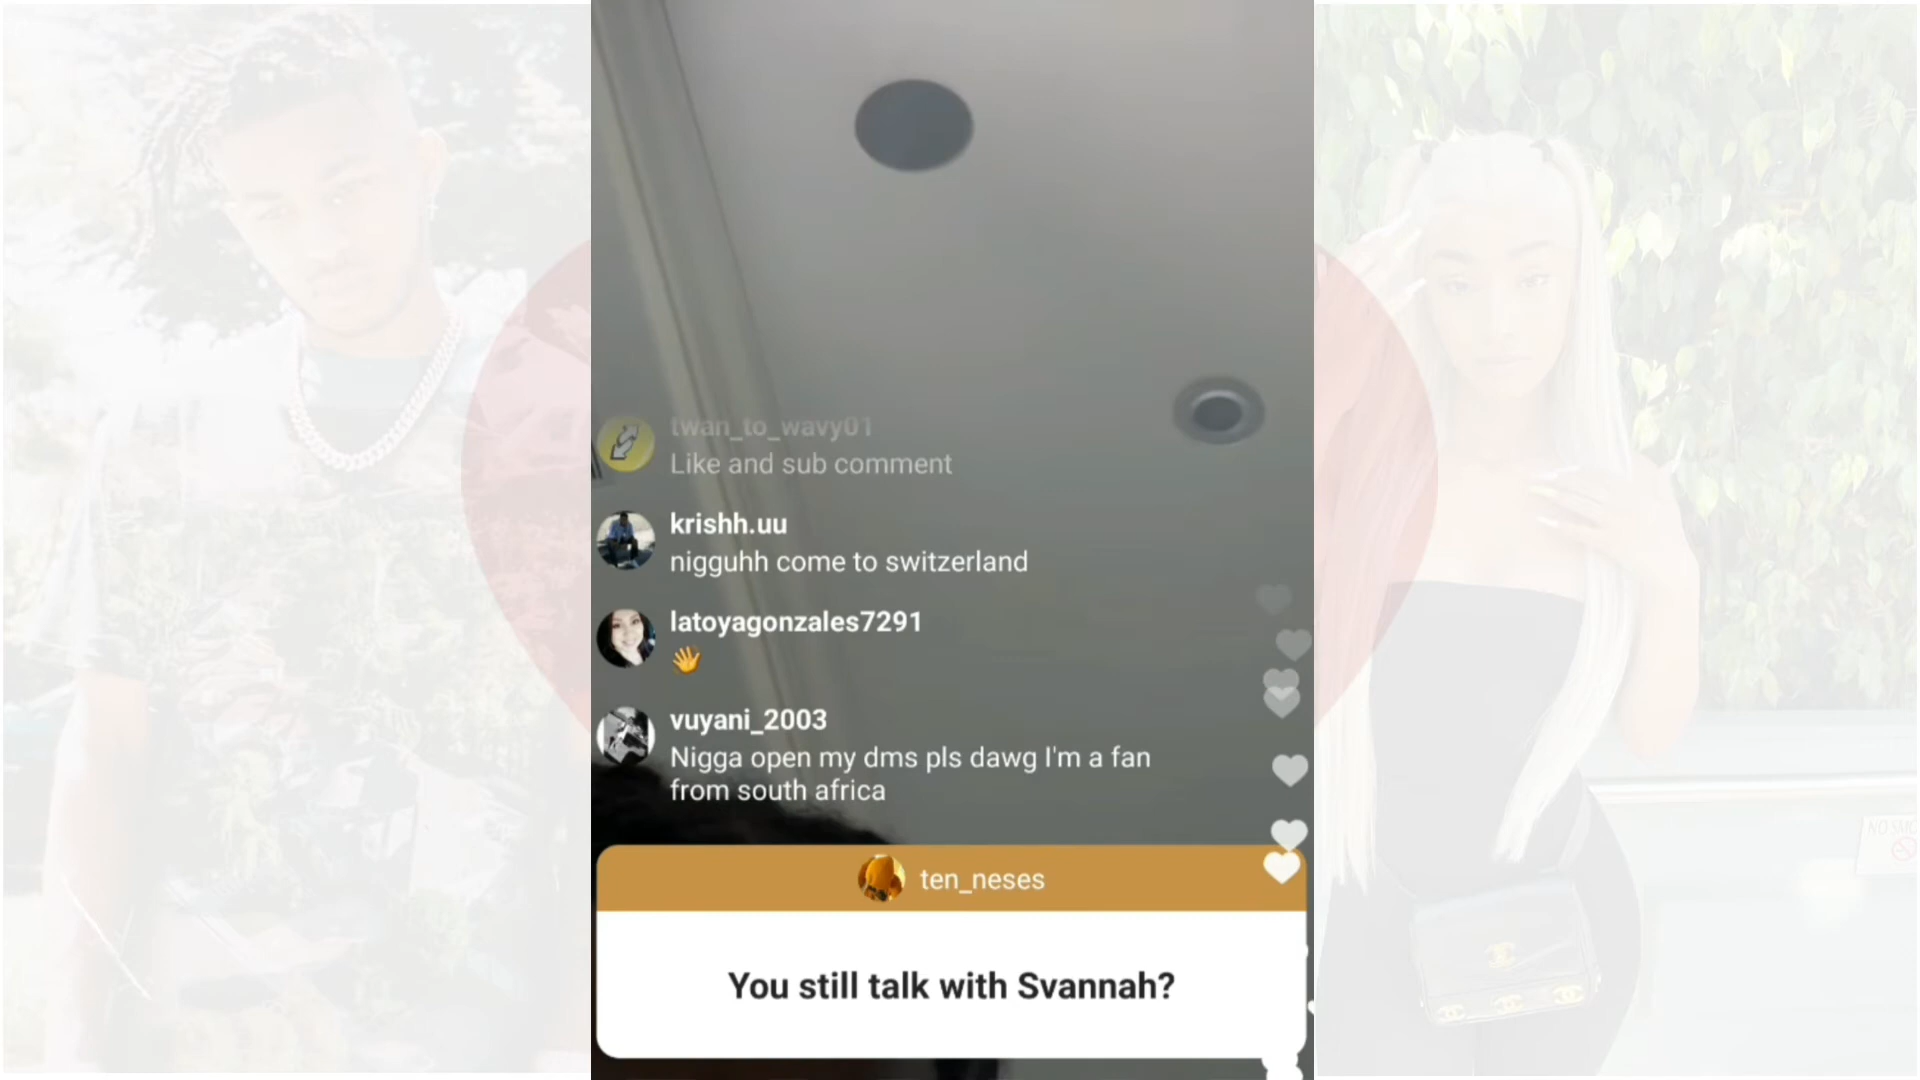 twan_to_wavy01
Like and sub comment
krishh.uu
nigguhh come to switzerland
latoyagonzales7291
👋
vuyani_2003
Nigga open my dms pls dawg I'm a fan
from south africa
ten_neses
You still talk with Svannah?